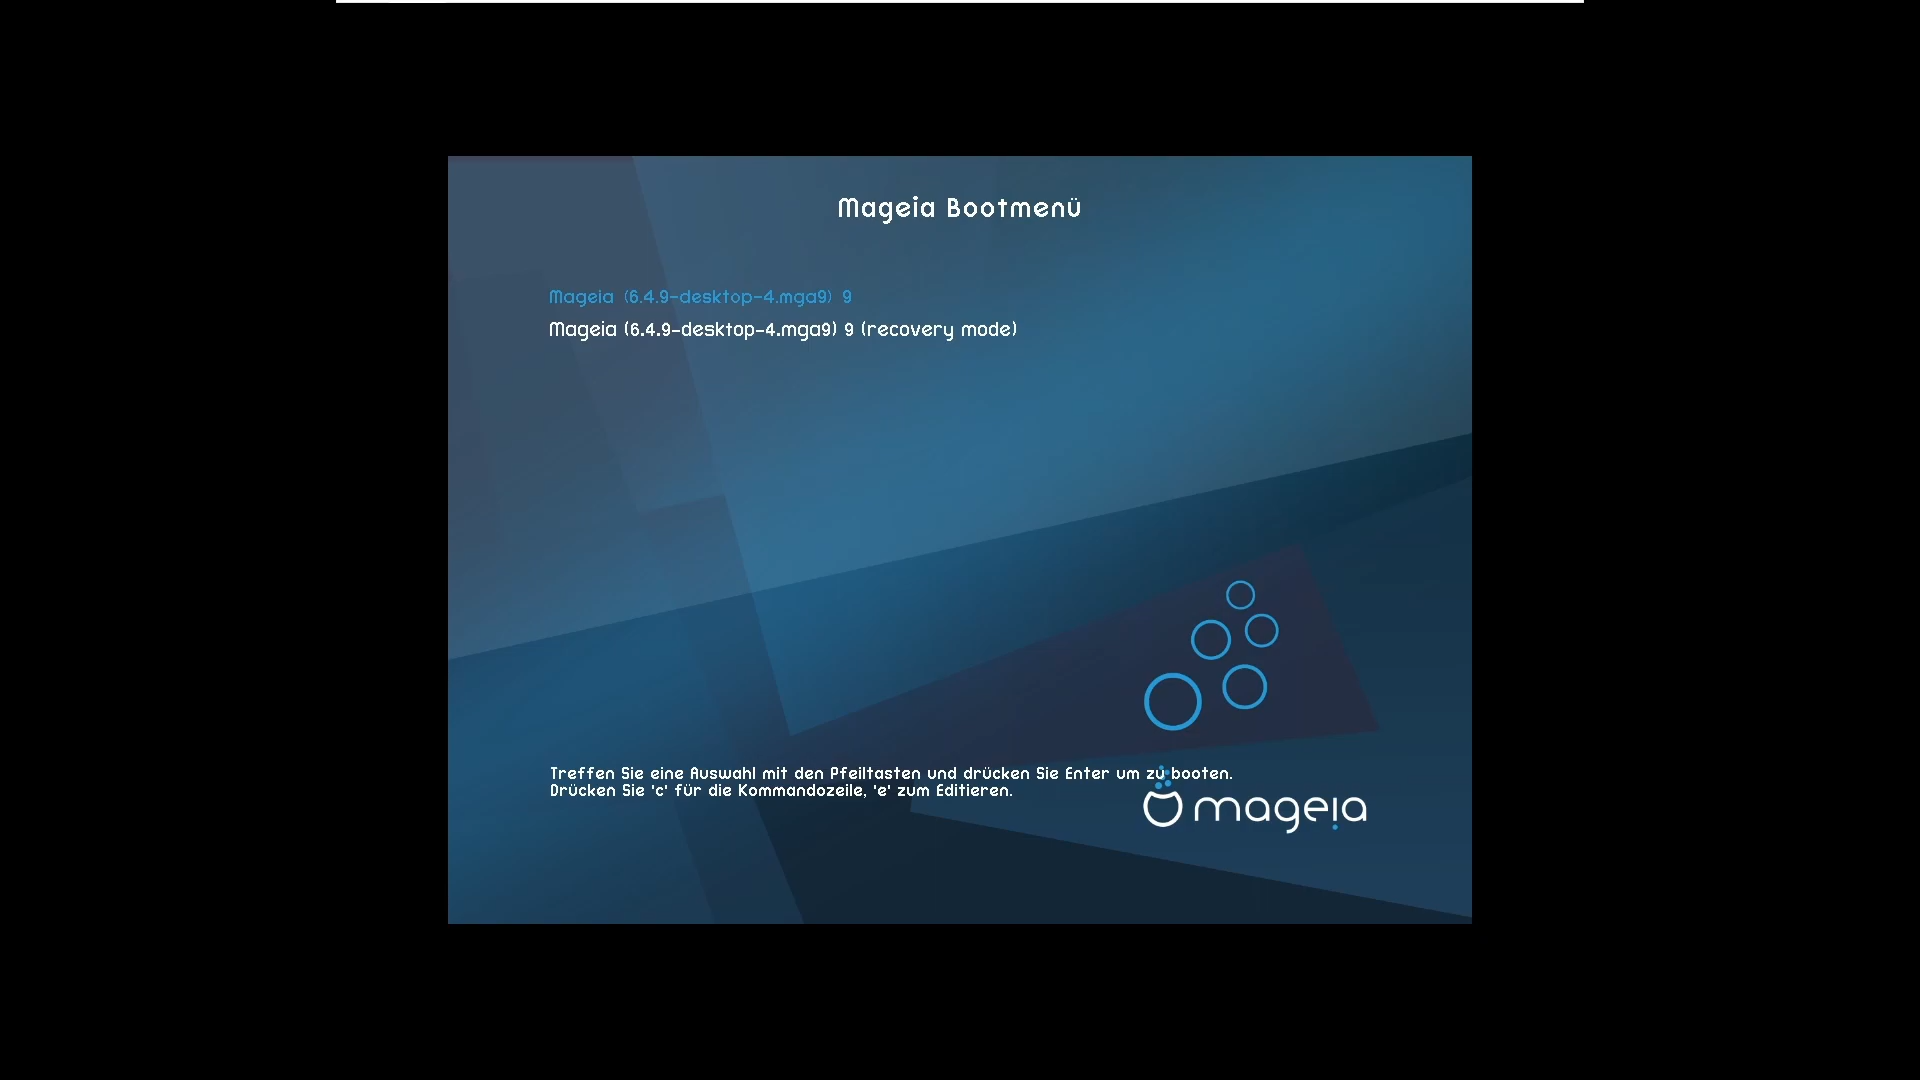 Mageia Bootmenü
Mageia (6.4.9-desktop-4.mga9) 9
Mageia (6.4.9-desktop-4.mga9) 9 (recovery mode)
Treffen Sie eine Auswahl mit den Pfeiltasten und drücken Sie Enter um zu booten.
Drücken Sie 'c' für die Kommandozeile, 'e' zum Editieren.
mageia